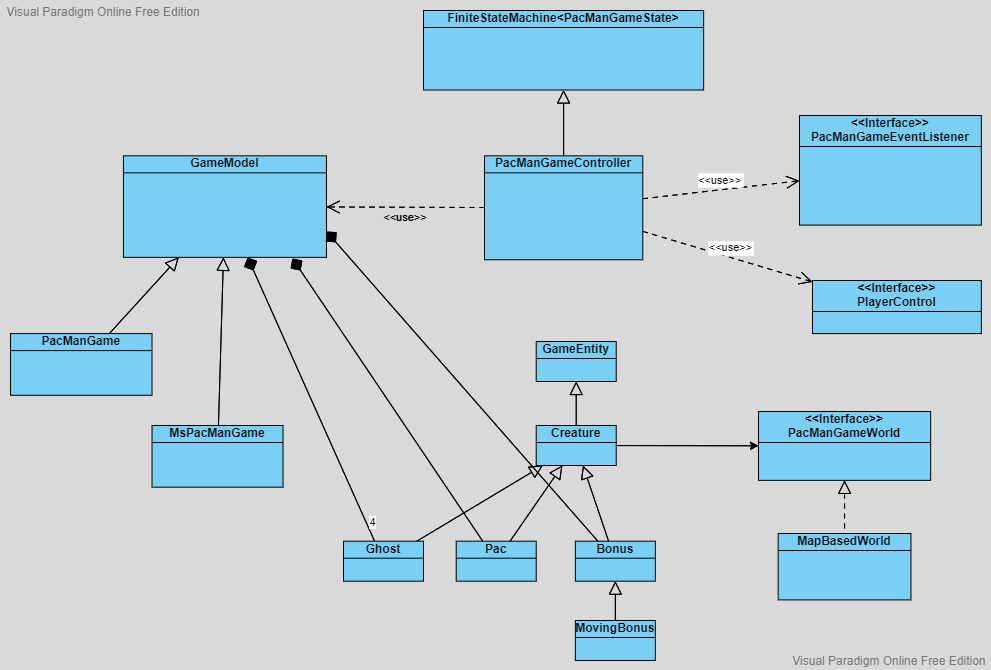 Visual Paradigm Online Free Edition
FiniteStateMachine<PacManGameState>
<<Interface>>
PacManGameEventListener
GameModel
PacManGameController
<<use>>
<<use>>
<<use>>
<<Interface>>
PlayerControl
PacManGame
GameEntity
<<Interface>>
PacManGameWorld
MsPacManGame
Creature
4
MapBasedWorld
Ghost
Pac
Bonus
MovingBonus
Visual Paradigm Online Free Edition